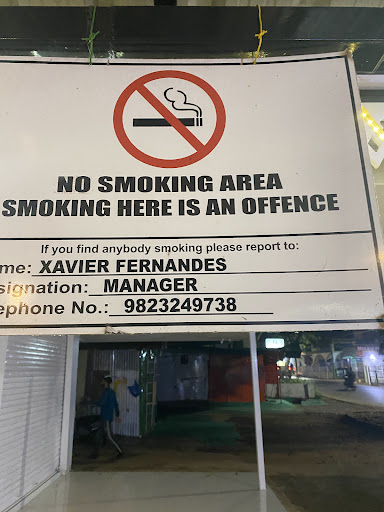 NO SMOKING AREA
SMOKING HERE IS AN OFFENCE
If you find anybody smoking please report to:
me: XAVIER FERNANDES
signation: MANAGER
ephone No.: 9823249738